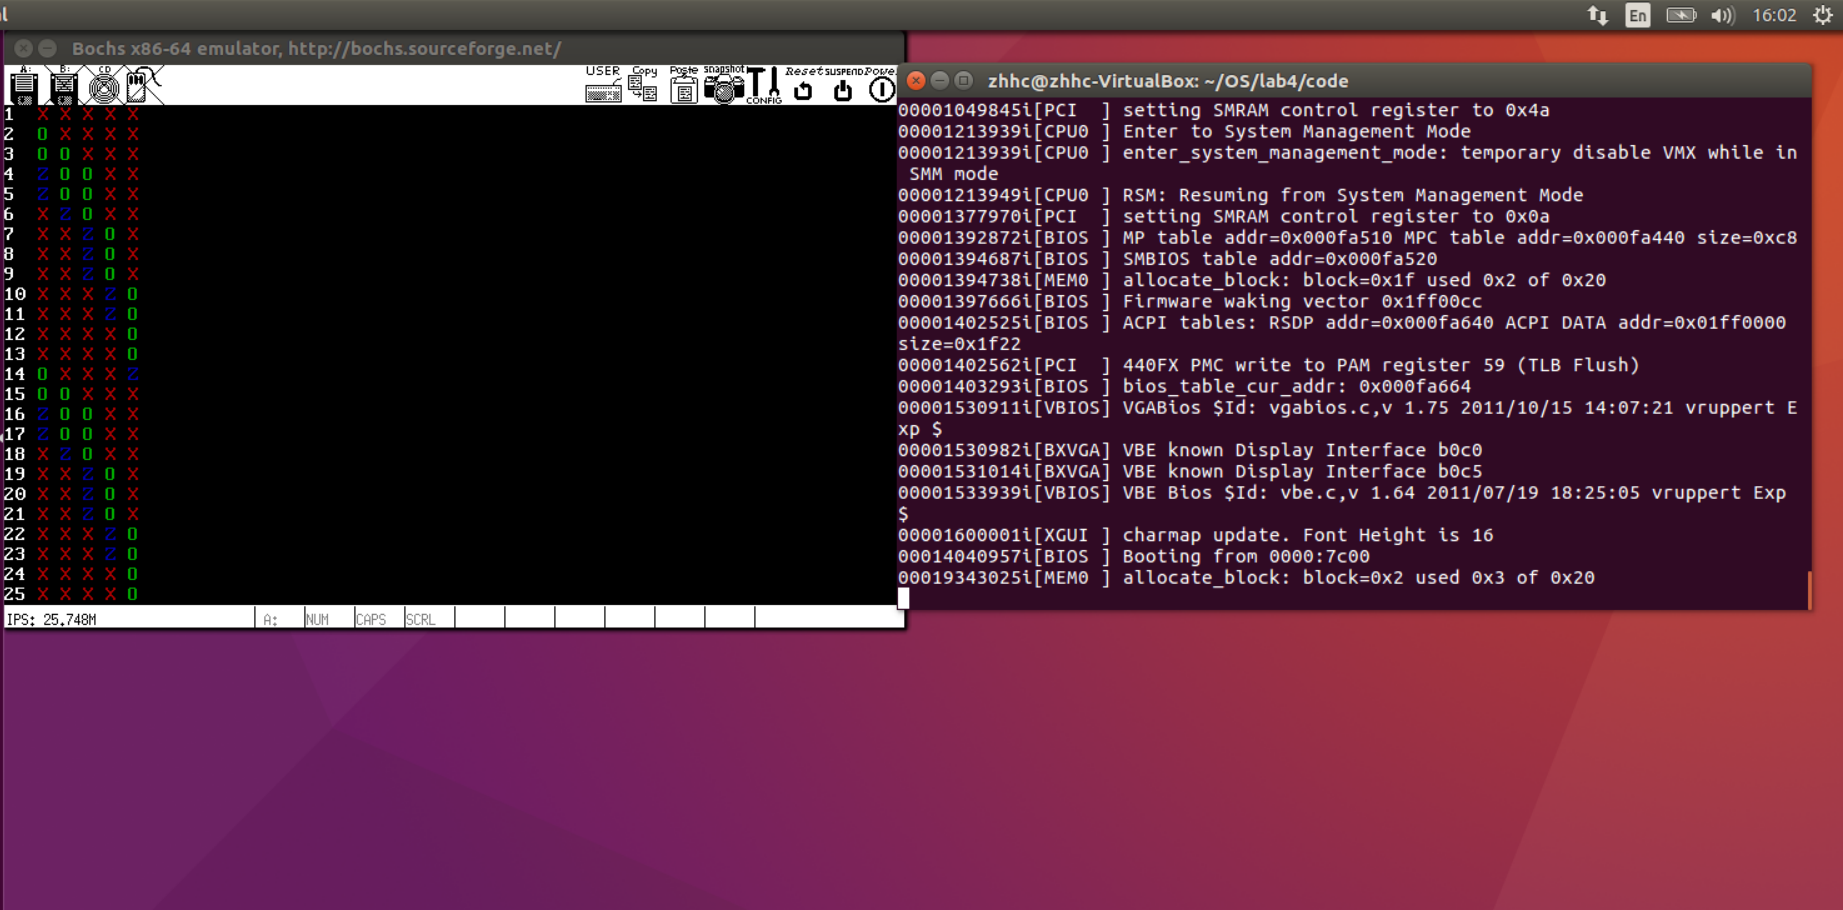 al
En
16:02
Bochs x86-64 emulator, http://bochs.sourceforge.net/
A: B: CD USER Copy Paste snapshot CONFIG Reset SUSPEND Power
1 X X X X X
2 O X X X X
3 O O X X X
4 Z O O X X
5 Z O O X X
6 X Z O X X
7 X X Z O X
8 X X Z O X
9 X X Z O X
10 X X X Z O
11 X X X Z O
12 X X X X O
13 X X X X O
14 O X X X Z
15 O O X X X
16 Z O O X X
17 Z O O X X
18 X Z O X X
19 X X Z O X
20 X X Z O X
21 X X Z O X
22 X X X Z O
23 X X X Z O
24 X X X X O
25 X X X X O
IPS: 25.748M A: NUM CAPS SCRL
zhhc@zhhc-VirtualBox: ~/OS/lab4/code
00001049845i[PCI  ] setting SMRAM control register to 0x4a
00001213939i[CPU0 ] Enter to System Management Mode
00001213939i[CPU0 ] enter_system_management_mode: temporary disable VMX while in
SMM mode
00001213949i[CPU0 ] RSM: Resuming from System Management Mode
00001377970i[PCI  ] setting SMRAM control register to 0x0a
00001392872i[BIOS ] MP table addr=0x000fa510 MPC table addr=0x000fa440 size=0xc8
00001394687i[BIOS ] SMBIOS table addr=0x000fa520
00001394738i[MEM0 ] allocate_block: block=0x1f used 0x2 of 0x20
00001397666i[BIOS ] Firmware waking vector 0x1ff00cc
00001402525i[BIOS ] ACPI tables: RSDP addr=0x000fa640 ACPI DATA addr=0x01ff0000
size=0x1f22
00001402562i[PCI  ] 440FX PMC write to PAM register 59 (TLB Flush)
00001403293i[BIOS ] bios_table_cur_addr: 0x000fa664
00001530911i[VBIOS] VGABios $Id: vgabios.c,v 1.75 2011/10/15 14:07:21 vruppert E
xp $
00001530982i[BXVGA] VBE known Display Interface b0c0
00001531014i[BXVGA] VBE known Display Interface b0c5
00001533939i[VBIOS] VBE Bios $Id: vbe.c,v 1.64 2011/07/19 18:25:05 vruppert Exp
$
00001600001i[XGUI ] charmap update. Font Height is 16
00014040957i[BIOS ] Booting from 0000:7c00
00019343025i[MEM0 ] allocate_block: block=0x2 used 0x3 of 0x20